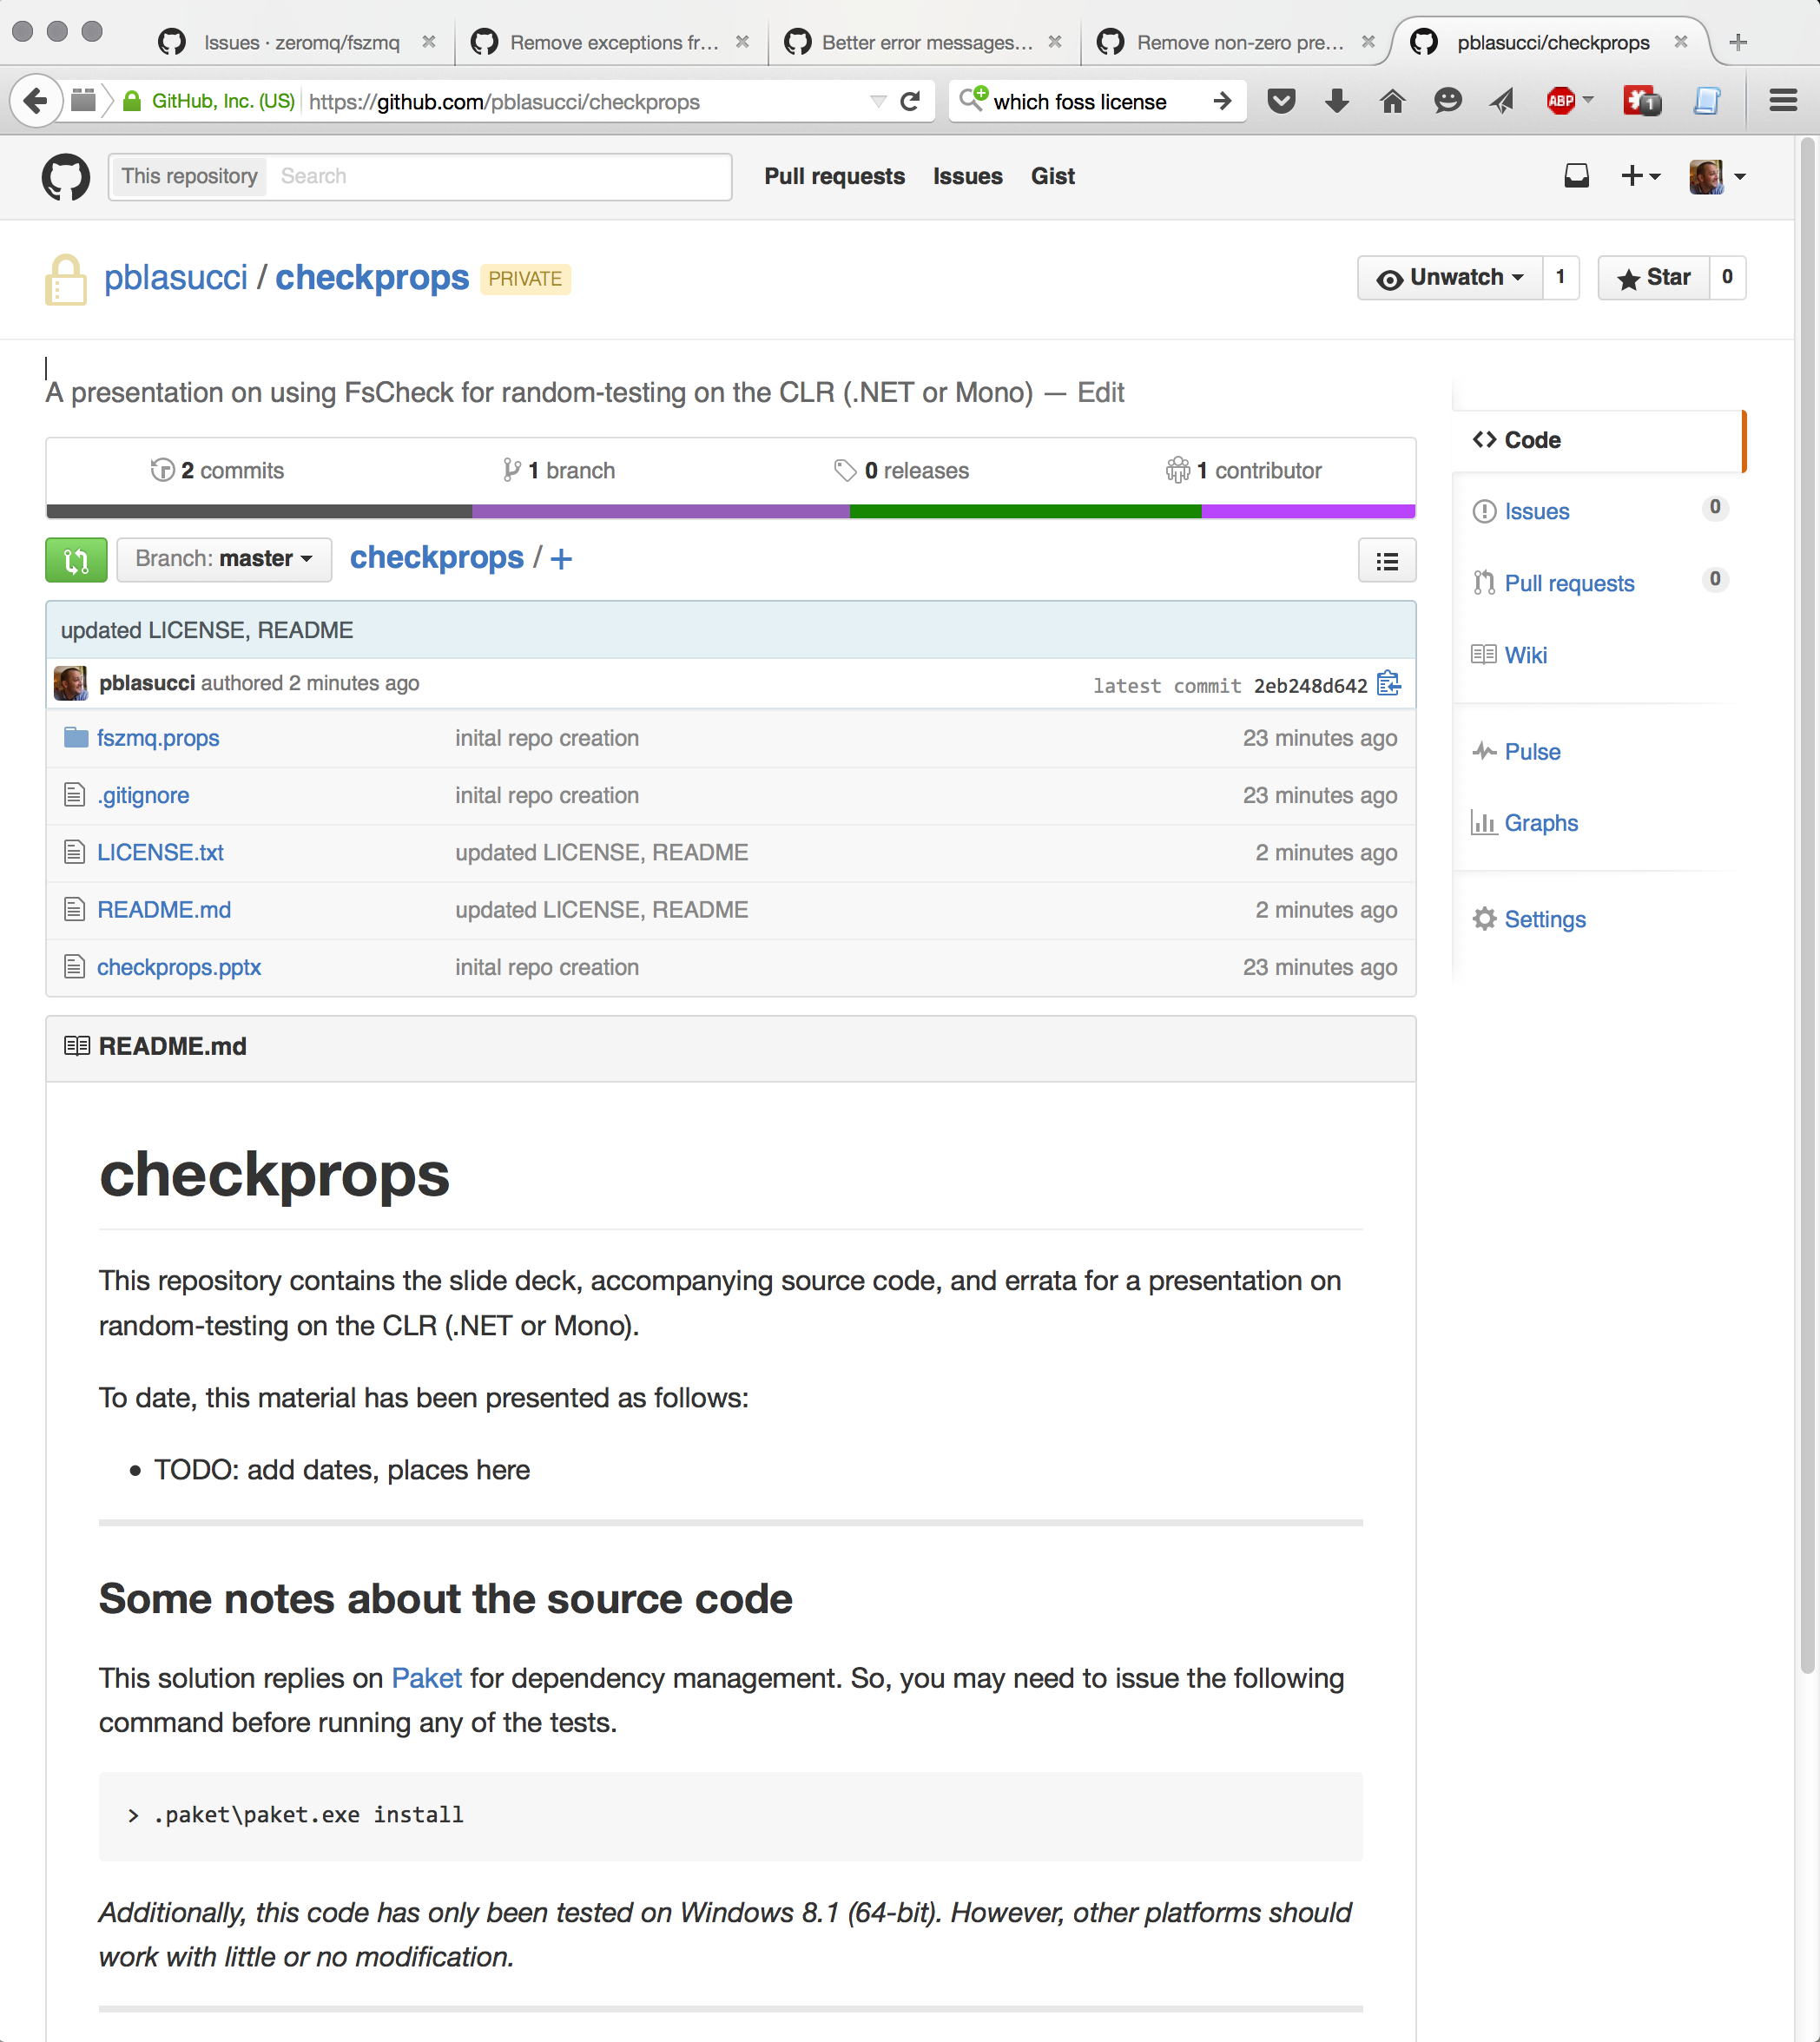 Issues · zeromq/fszmq
Remove exceptions fr...
Better error messages...
Remove non-zero pre...
pblasucci/checkprops
GitHub, Inc. (US) https://github.com/pblasucci/checkprops
which foss license
ABP
1
This repository Search
Pull requests Issues Gist
pblasucci / checkprops PRIVATE
Unwatch 1
Star 0
A presentation on using FsCheck for random-testing on the CLR (.NET or Mono) — Edit
2 commits
1 branch
0 releases
1 contributor
Branch: master
checkprops / +
updated LICENSE, README
pblasucci authored 2 minutes ago
latest commit 2eb248d642
fszmq.props inital repo creation 23 minutes ago
.gitignore inital repo creation 23 minutes ago
LICENSE.txt updated LICENSE, README 2 minutes ago
README.md updated LICENSE, README 2 minutes ago
checkprops.pptx inital repo creation 23 minutes ago
Code
Issues 0
Pull requests 0
Wiki
Pulse
Graphs
Settings
README.md
checkprops
This repository contains the slide deck, accompanying source code, and errata for a presentation on
random-testing on the CLR (.NET or Mono).
To date, this material has been presented as follows:
• TODO: add dates, places here
Some notes about the source code
This solution replies on Paket for dependency management. So, you may need to issue the following
command before running any of the tests.
> .paket\paket.exe install
Additionally, this code has only been tested on Windows 8.1 (64-bit). However, other platforms should
work with little or no modification.